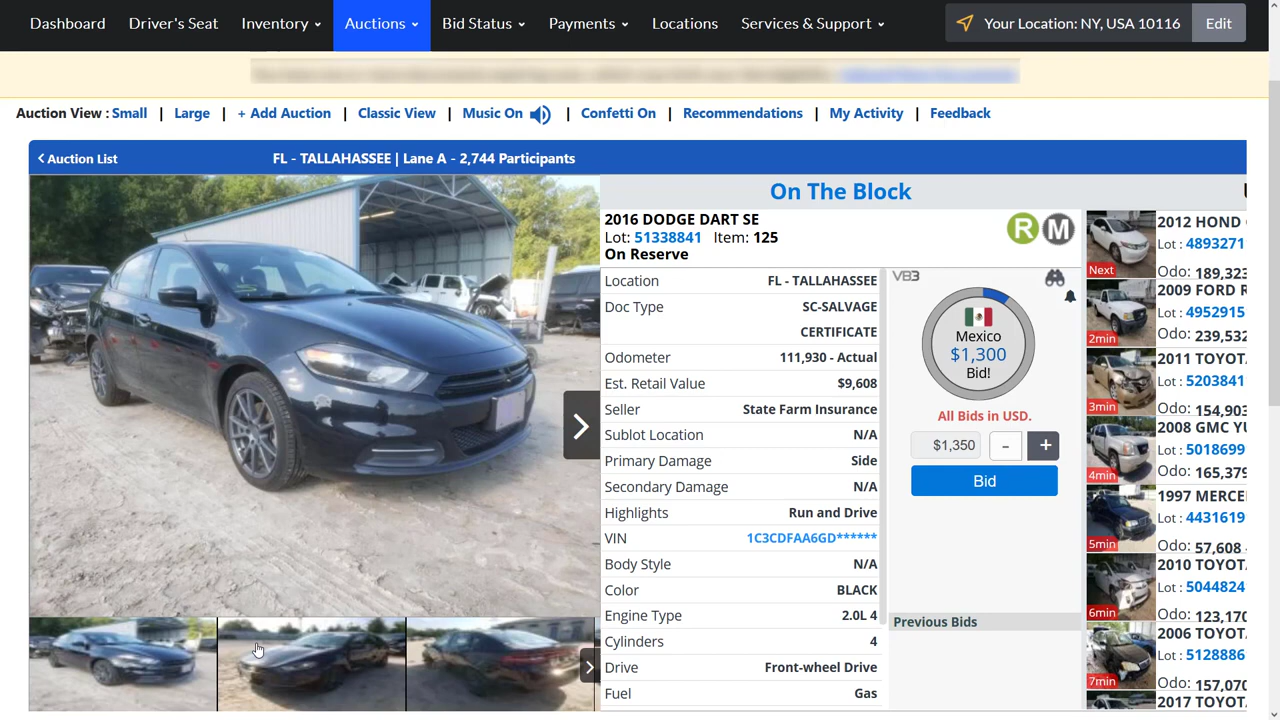 Dashboard Driver's Seat Inventory Auctions Bid Status Payments Locations Services & Support Your Location: NY, USA 10116 Edit
Auction View : Small | Large | + Add Auction | Classic View | Music On | Confetti On | Recommendations | My Activity | Feedback
Auction List FL - TALLAHASSEE | Lane A - 2,744 Participants
On The Block
2016 DODGE DART SE
Lot: 51338841 Item: 125
On Reserve
R M
Location FL - TALLAHASSEE
Doc Type SC-SALVAGE
CERTIFICATE
Odometer 111,930 - Actual
Est. Retail Value $9,608
Seller State Farm Insurance
Sublot Location N/A
Primary Damage Side
Secondary Damage N/A
Highlights Run and Drive
VIN 1C3CDFAA6GD******
Body Style N/A
Color BLACK
Engine Type 2.0L 4
Cylinders 4
Drive Front-wheel Drive
Fuel Gas
VB3
Mexico
$1,300
Bid!
All Bids in USD.
$1,350 - +
Bid
Previous Bids
2012 HOND
Lot : 4893271
Next Odo: 189,323
2009 FORD R
Lot : 4952915
2min Odo: 239,532
2011 TOYOT
Lot : 5203841
3min Odo: 154,903
2008 GMC YU
Lot : 5018699
4min Odo: 165,379
1997 MERCE
Lot : 4431619
5min Odo: 57,608
2010 TOYOT
Lot : 5044824
6min Odo: 123,170
2006 TOYOT
Lot : 5128886
7min Odo: 157,070
2017 TOYOT